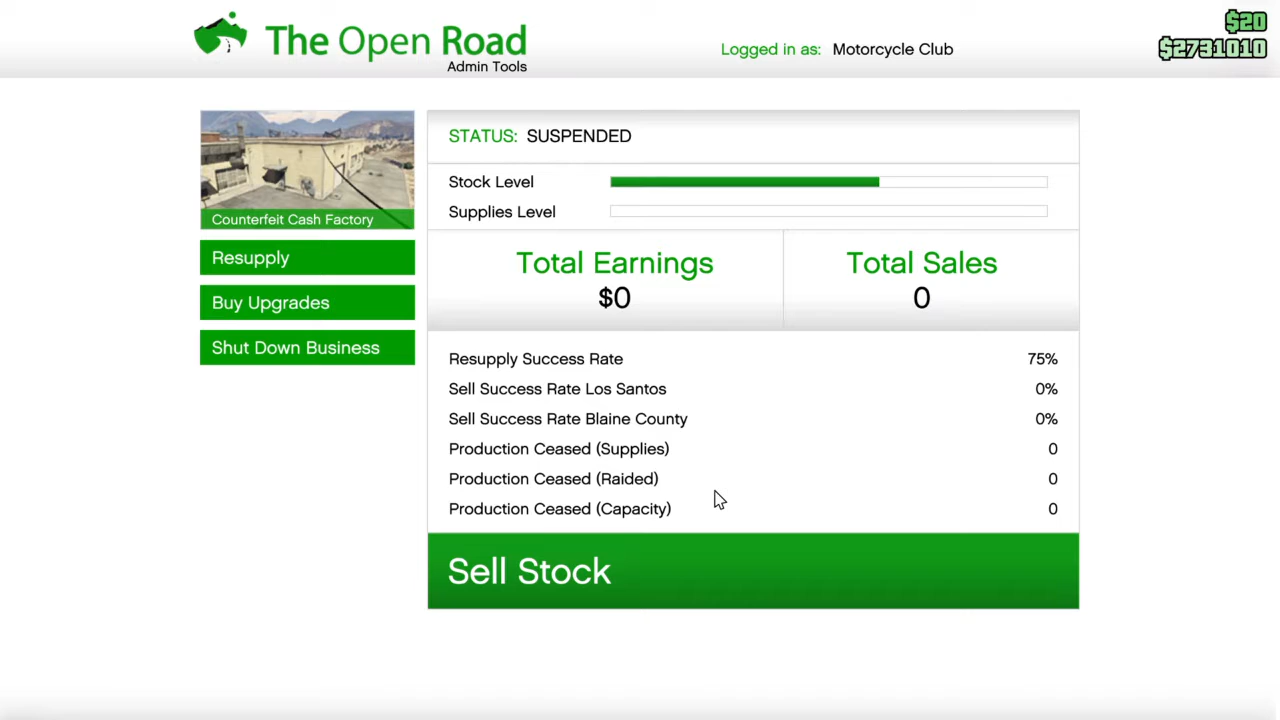 The Open Road
Admin Tools
Logged in as: Motorcycle Club
$20
$2731010
Counterfeit Cash Factory
Resupply
Buy Upgrades
Shut Down Business
STATUS: SUSPENDED
Stock Level
Supplies Level
Total Earnings
$0
Total Sales
0
Resupply Success Rate 75%
Sell Success Rate Los Santos 0%
Sell Success Rate Blaine County 0%
Production Ceased (Supplies) 0
Production Ceased (Raided) 0
Production Ceased (Capacity) 0
Sell Stock